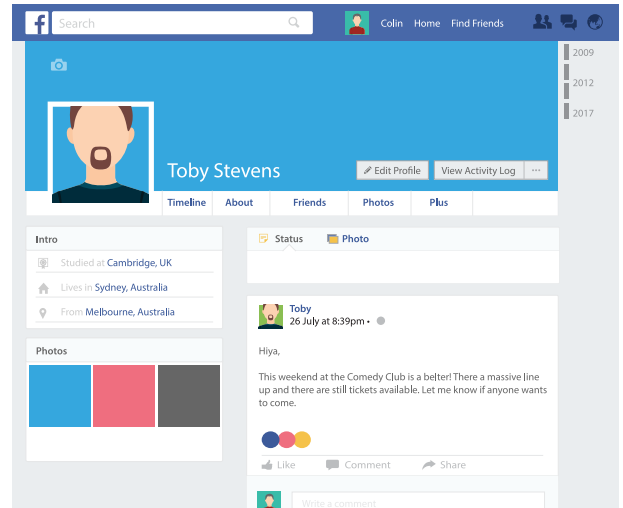 f Search Colin Home Find Friends
2009
2012
2017
Toby Stevens
Edit Profile View Activity Log ...
Timeline About Friends Photos Plus
Intro
Studied at Cambridge, UK
Lives in Sydney, Australia
From Melbourne, Australia
Photos
Status Photo
Toby
26 July at 8:39pm •
Hiya,
This weekend at the Comedy Club is a belter! There a massive line
up and there are still tickets available. Let me know if anyone wants
to come.
Like Comment Share
Write a comment